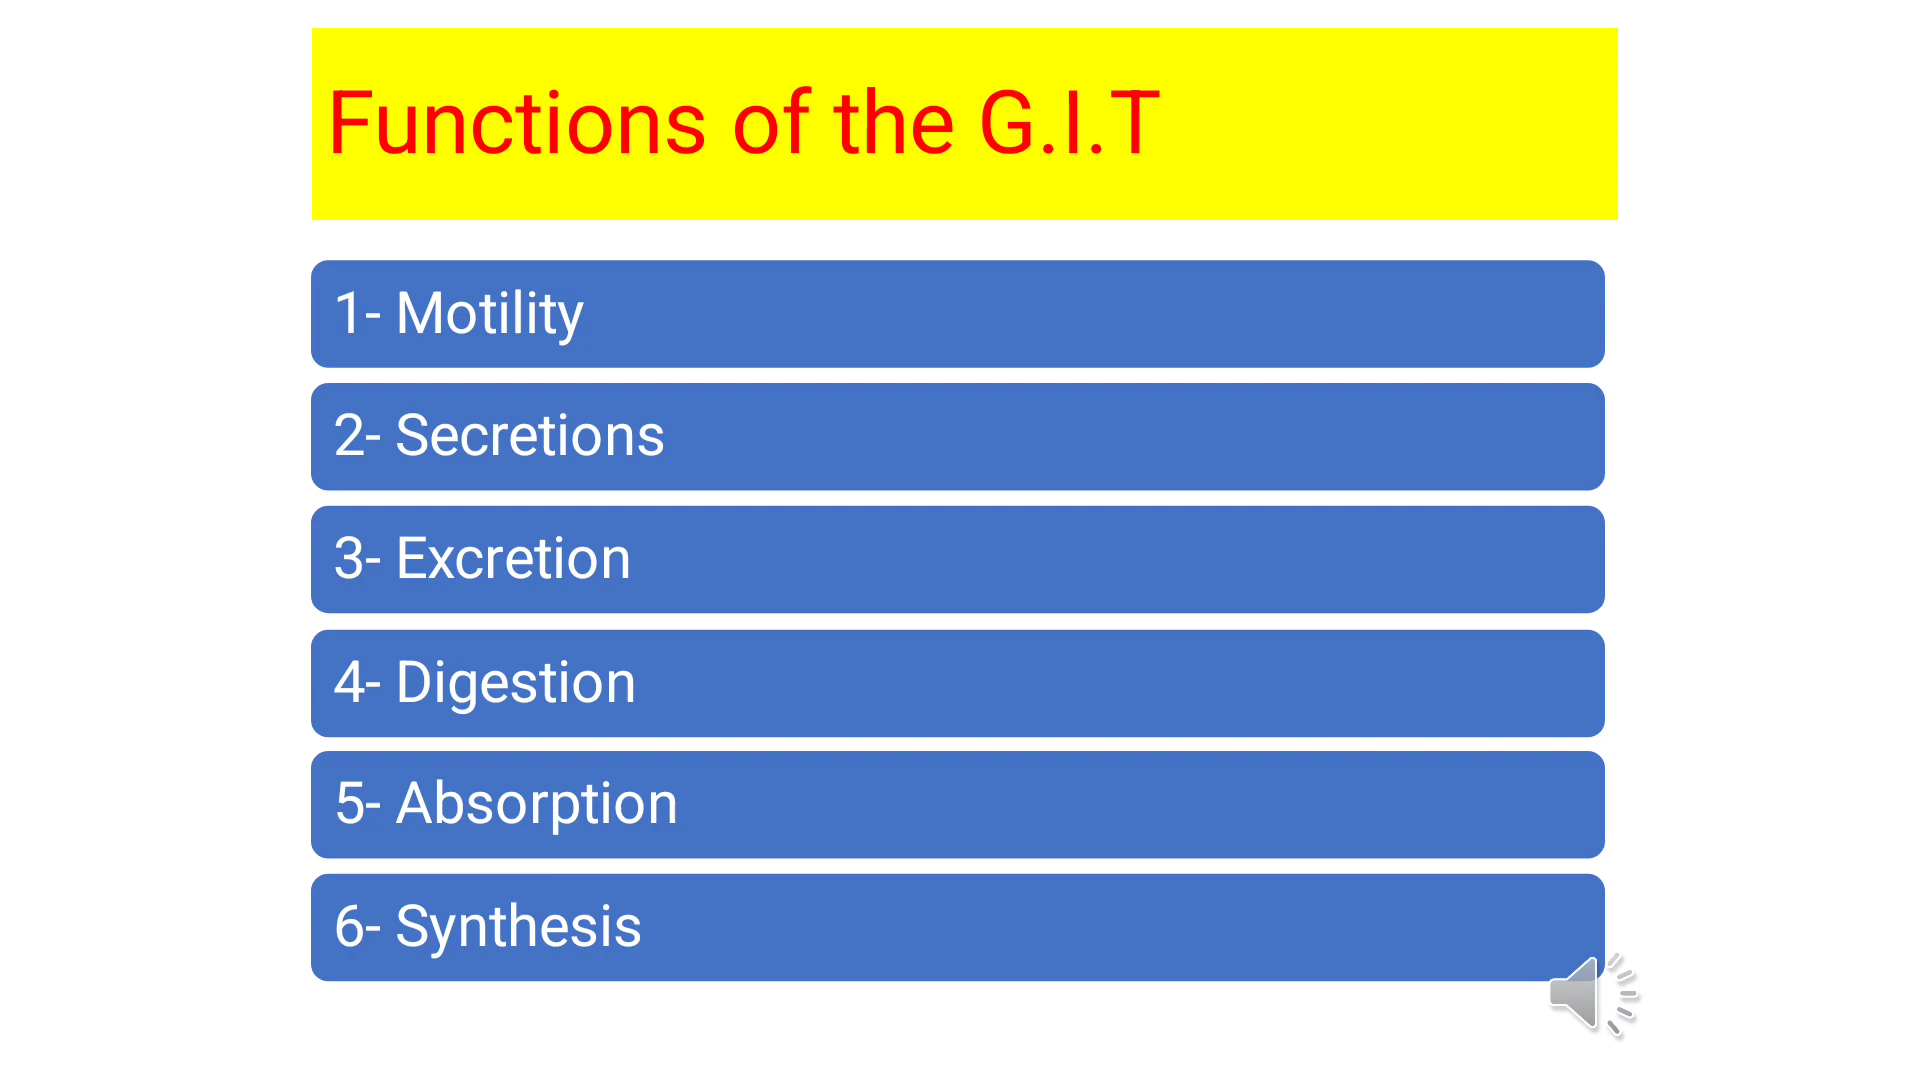 Functions of the G.I.T
1- Motility
2- Secretions
3- Excretion
4- Digestion
5- Absorption
6- Synthesis